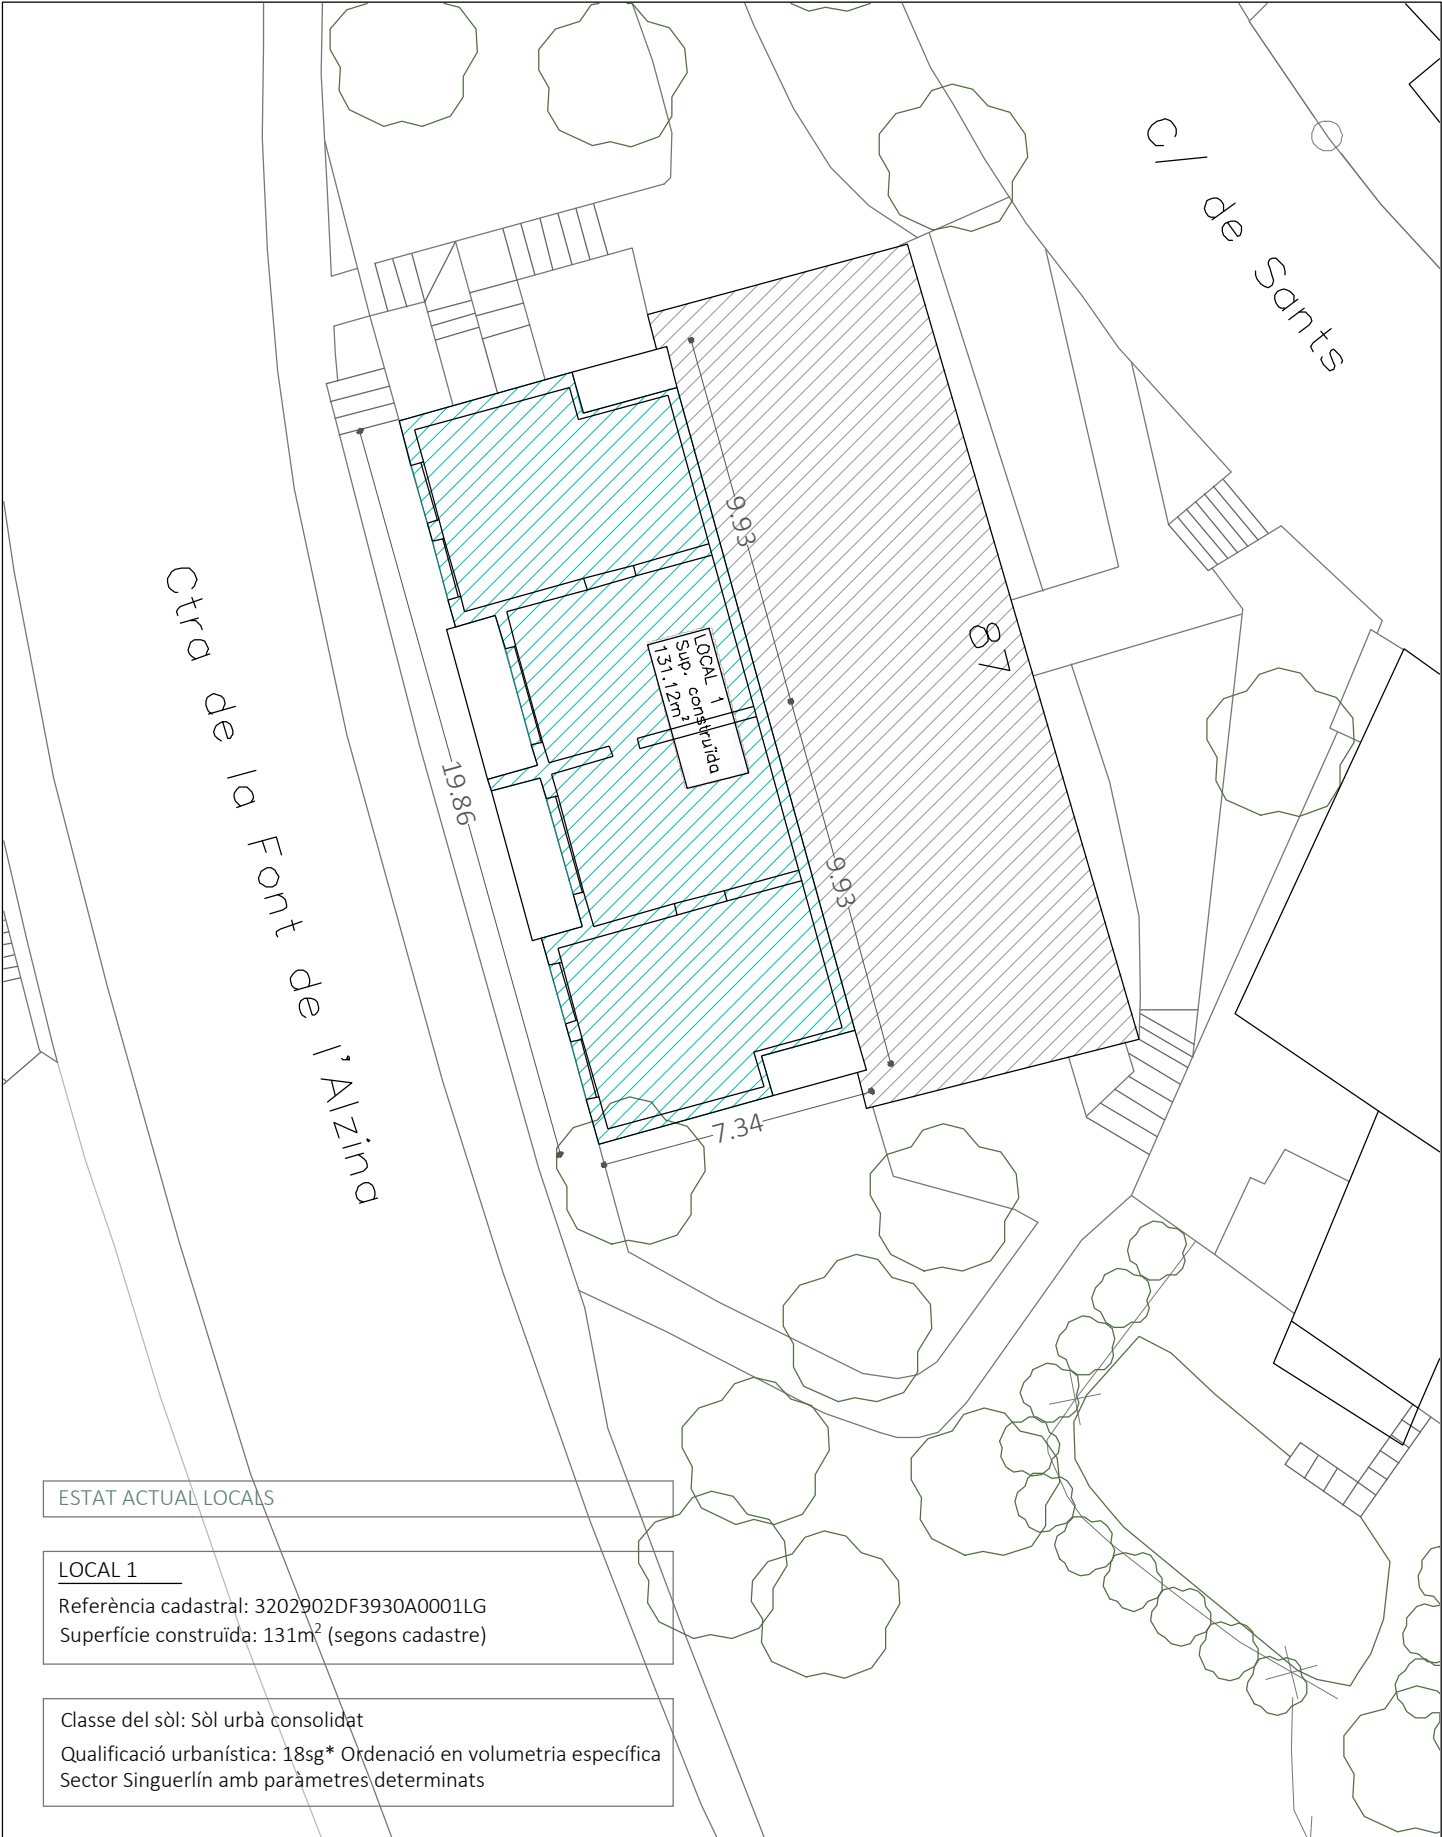 C/ de Sants
9.93
87
LOCAL 1
Sup. construïda
131.12m²
Ctra de la Font de l'Alzina
19.86
9.93
7.34
ESTAT ACTUAL LOCALS
LOCAL 1
Referència cadastral: 3202902DF3930A0001LG
Superfície construïda: 131m² (segons cadastre)
Classe del sòl: Sòl urbà consolidat
Qualificació urbanística: 18sg* Ordenació en volumetria específica
Sector Singuerlín amb paràmetres determinats